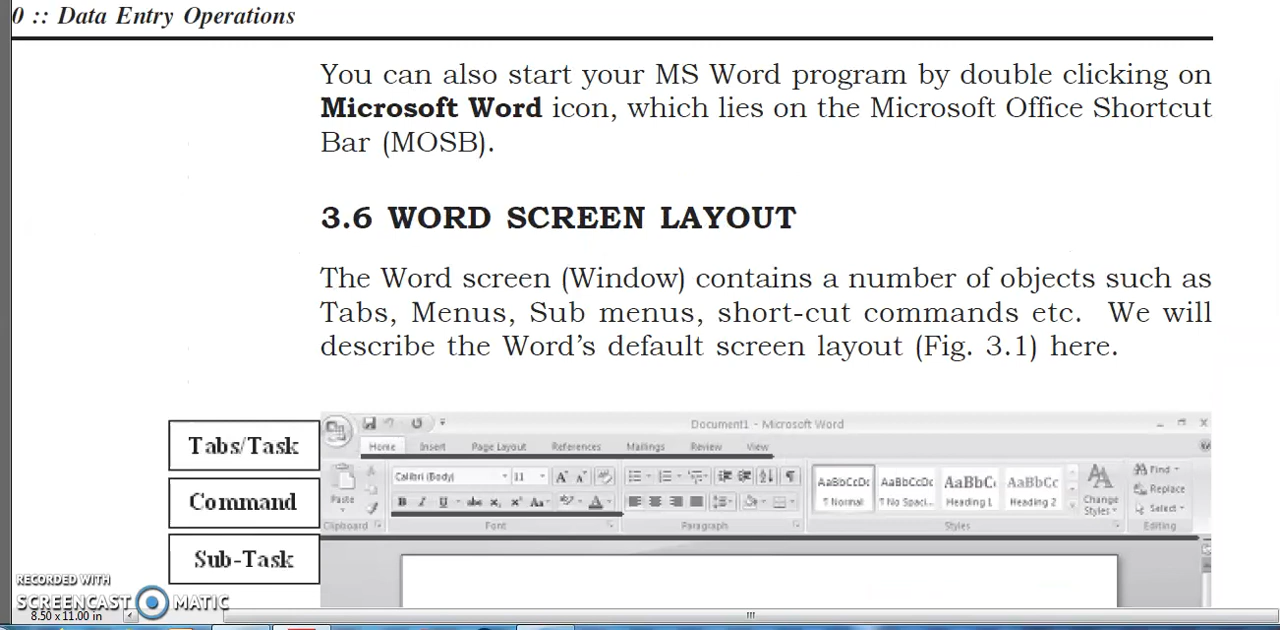 0 :: Data Entry Operations
You can also start your MS Word program by double clicking on
Microsoft Word icon, which lies on the Microsoft Office Shortcut
Bar (MOSB).
3.6 WORD SCREEN LAYOUT
The Word screen (Window) contains a number of objects such as
Tabs, Menus, Sub menus, short-cut commands etc. We will
describe the Word's default screen layout (Fig. 3.1) here.
Tabs/Task
Command
Sub-Task
Document1 - Microsoft Word
Home Insert Page Layout References Mailings Review View
Calibri (Body) 11
Paste
B I U abc x, x² Aa A
AaBbCcDc AaBbCcDc AaBbC AaBbCc
¶ Normal ¶ No Spaci... Heading 1 Heading 2
Change
Styles
Find
Replace
Select
Clipboard Font Paragraph Styles Editing
RECORDED WITH
SCREENCAST MATIC
8.50 x 11.00 in